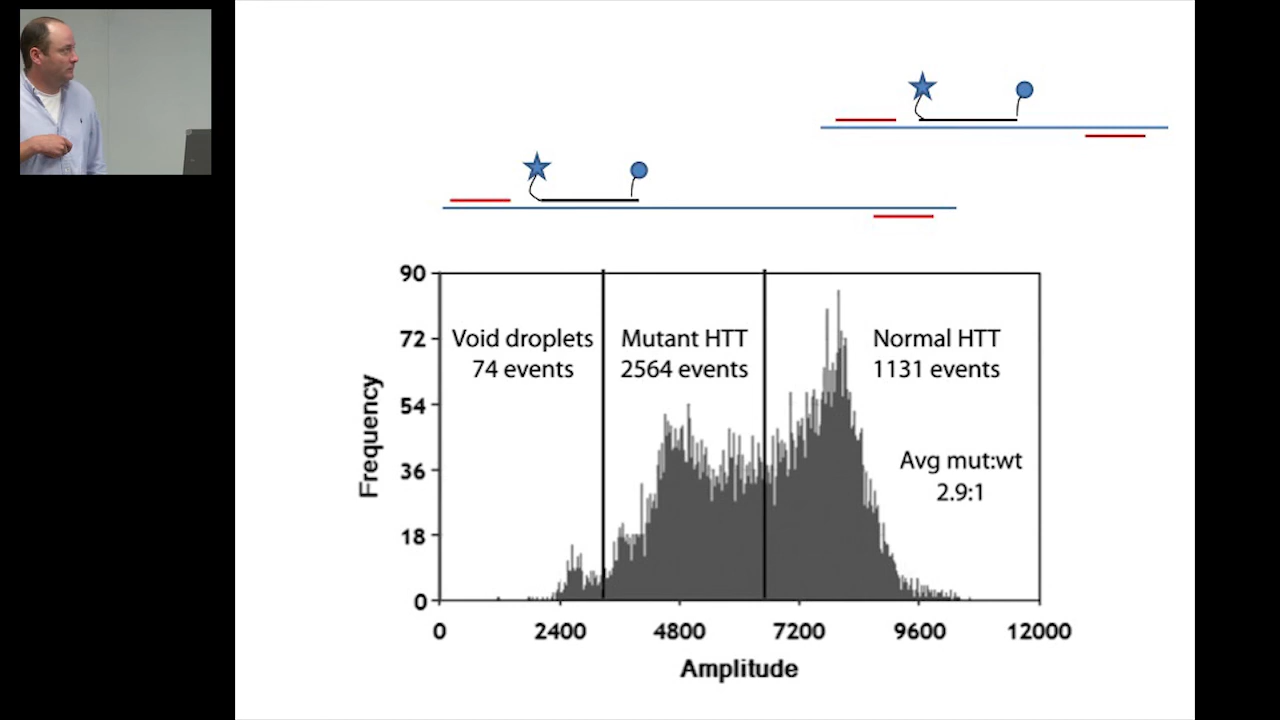 90
72
54
36
18
0
Frequency
Void droplets
74 events
Mutant HTT
2564 events
Normal HTT
1131 events
Avg mut:wt
2.9:1
0 2400 4800 7200 9600 12000
Amplitude